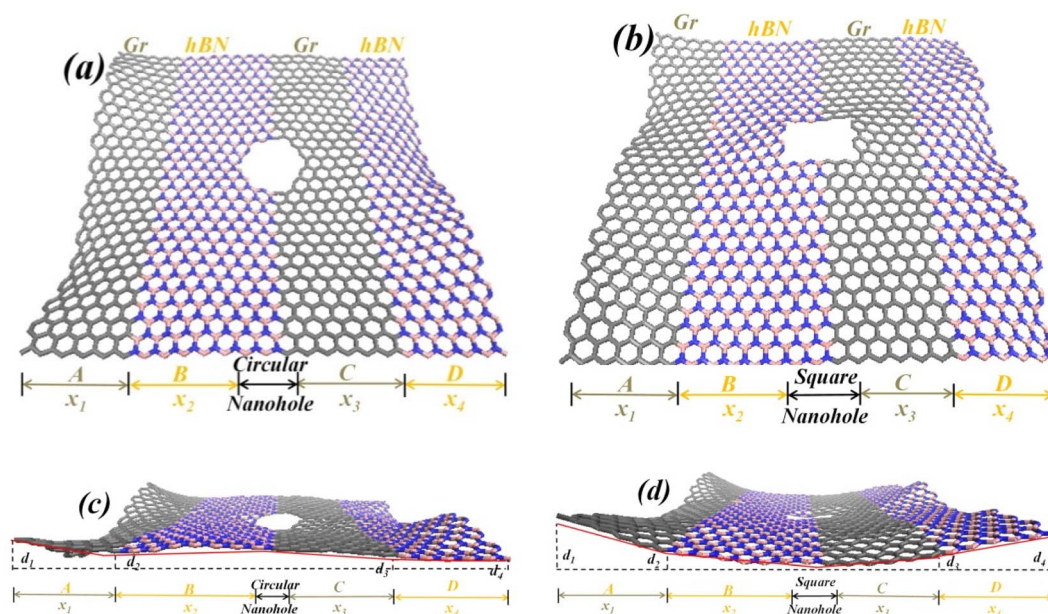 Gr hBN Gr hBN
(a)
A B Circular C D
x1 x2 Nanohole x3 x4
Gr hBN Gr hBN
(b)
A B Square C D
x1 x2 Nanohole x3 x4
(c)
d1 d2 d3 d4
A B Circular C D
x1 x2 Nanohole x3 x4
(d)
d1 d2 d3 d4
A B Square C D
x1 x2 Nanohole x3 x4